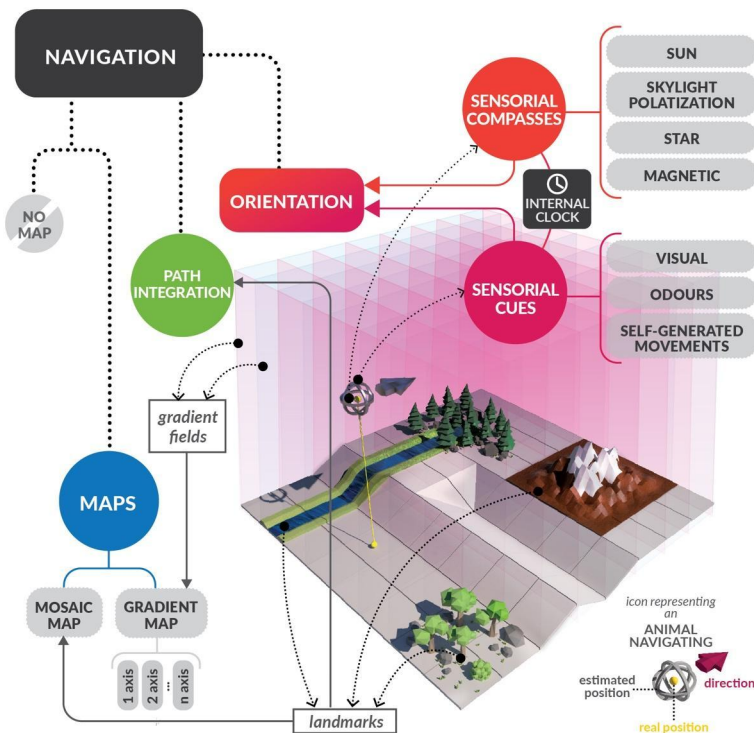 NAVIGATION
SENSORIAL
COMPASSES
SUN
SKYLIGHT
POLATIZATION
STAR
MAGNETIC
ORIENTATION
INTERNAL
CLOCK
NO
MAP
PATH
INTEGRATION
SENSORIAL
CUES
VISUAL
ODOURS
SELF-GENERATED
MOVEMENTS
gradient
fields
MAPS
MOSAIC
MAP
GRADIENT
MAP
1 axis
2 axis
...
n axis
landmarks
icon representing
an
ANIMAL
NAVIGATING
estimated
position
direction
real position